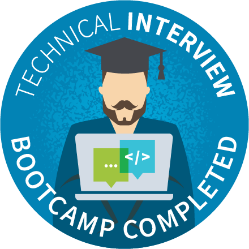 TECHNICAL INTERVIEW
...
</>
BOOTCAMP COMPLETED